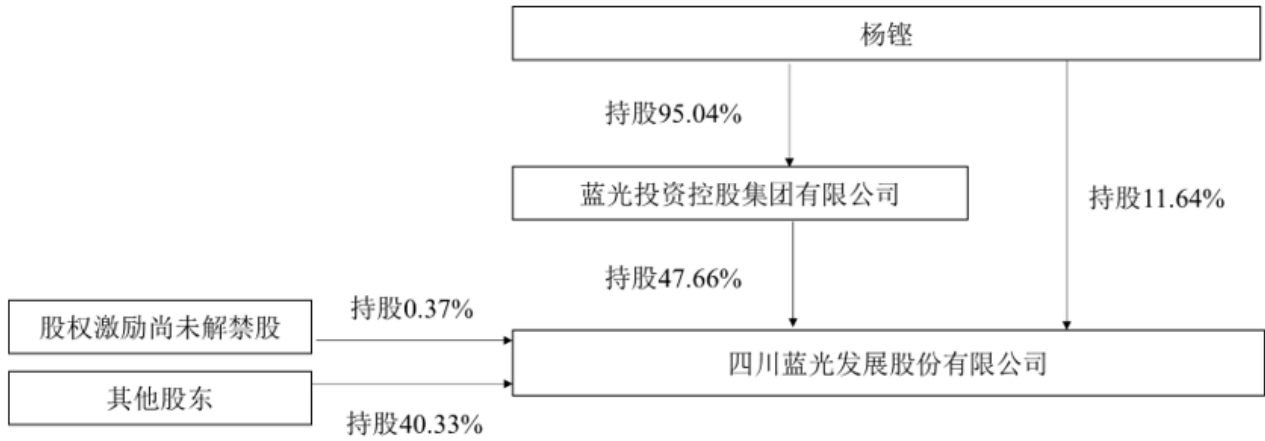 杨铿
持股95.04%
蓝光投资控股集团有限公司
持股11.64%
持股47.66%
股权激励尚未解禁股
持股0.37%
四川蓝光发展股份有限公司
其他股东
持股40.33%